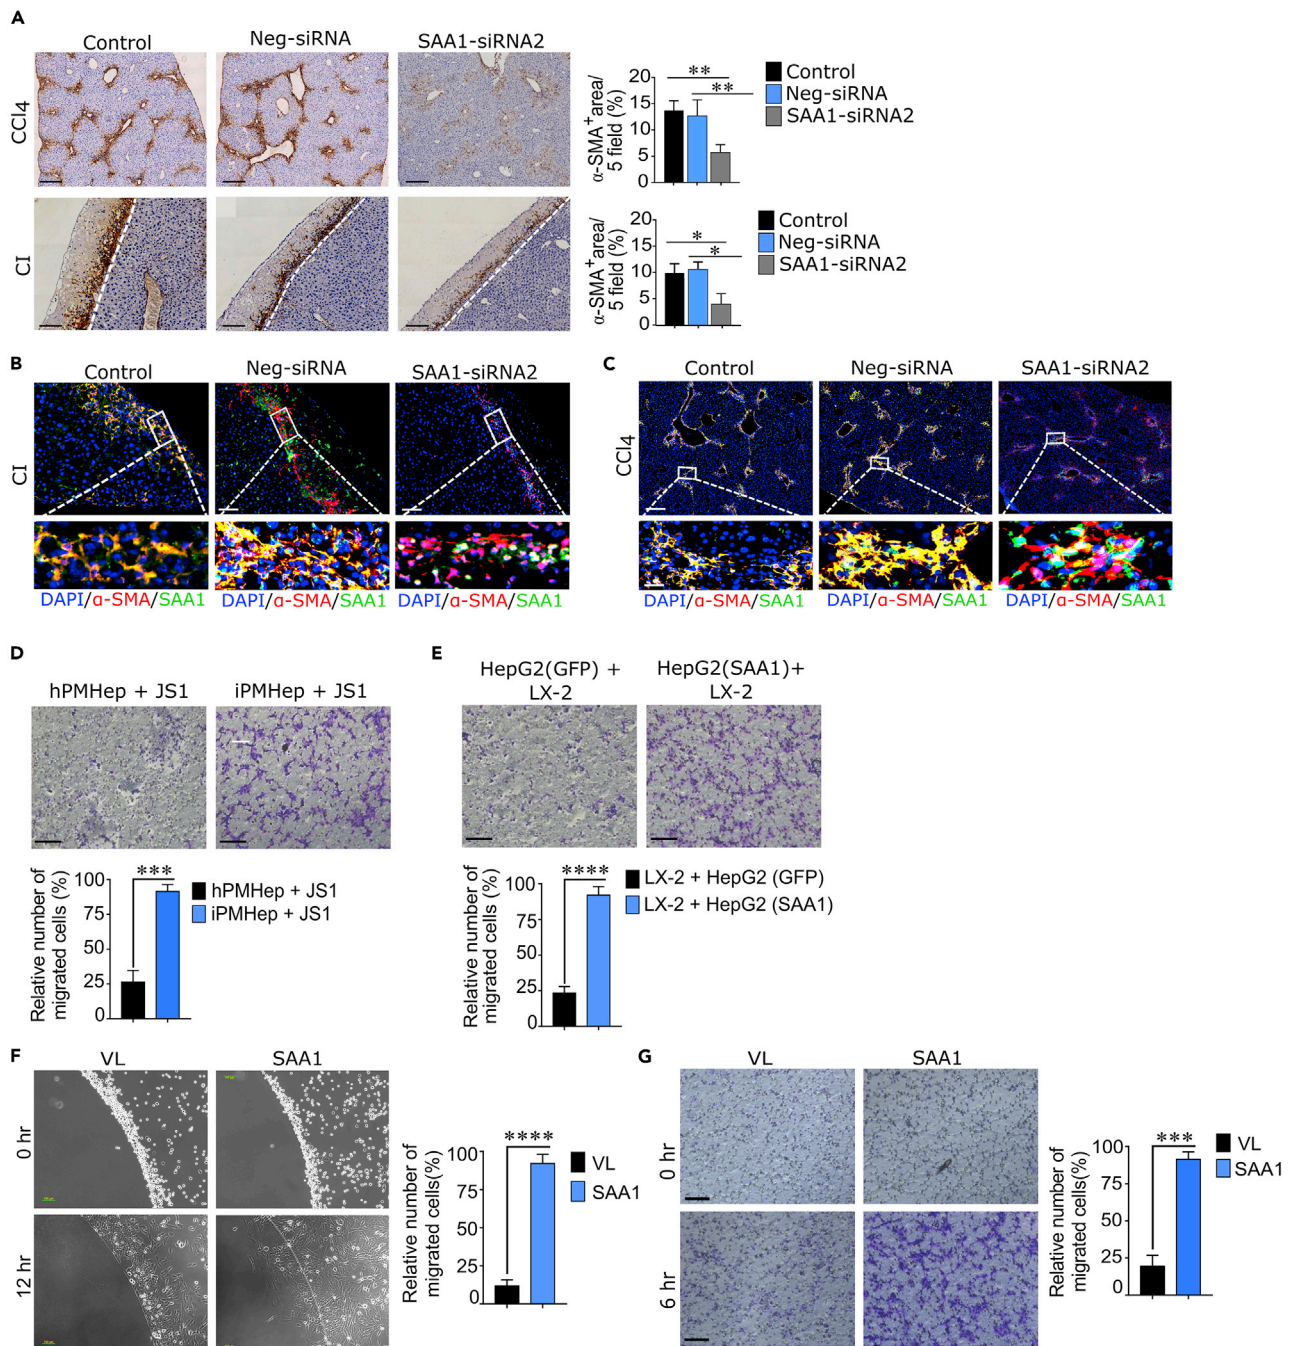 A
Control
Neg-siRNA
SAA1-siRNA2
CCl4
α-SMA+area/
5 field (%)
20
15
10
5
0
**
**
Control
Neg-siRNA
SAA1-siRNA2
CI
α-SMA+area/
5 field (%)
20
15
10
5
0
*
*
Control
Neg-siRNA
SAA1-siRNA2
B
Control
Neg-siRNA
SAA1-siRNA2
CI
DAPI/α-SMA/SAA1
DAPI/α-SMA/SAA1
DAPI/α-SMA/SAA1
C
Control
Neg-siRNA
SAA1-siRNA2
CCl4
DAPI/α-SMA/SAA1
DAPI/α-SMA/SAA1
DAPI/α-SMA/SAA1
D
hPMHep + JS1
iPMHep + JS1
Relative number of
migrated cells (%)
100
75
50
25
0
***
hPMHep + JS1
iPMHep + JS1
E
HepG2(GFP) +
LX-2
HepG2(SAA1)+
LX-2
Relative number of
migrated cells (%)
100
75
50
25
0
****
LX-2 + HepG2 (GFP)
LX-2 + HepG2 (SAA1)
F
VL
SAA1
0 hr
12 hr
Relative number of
migrated cells(%)
100
75
50
25
0
****
VL
SAA1
G
VL
SAA1
0 hr
6 hr
Relative number of
migrated cells(%)
100
75
50
25
0
***
VL
SAA1